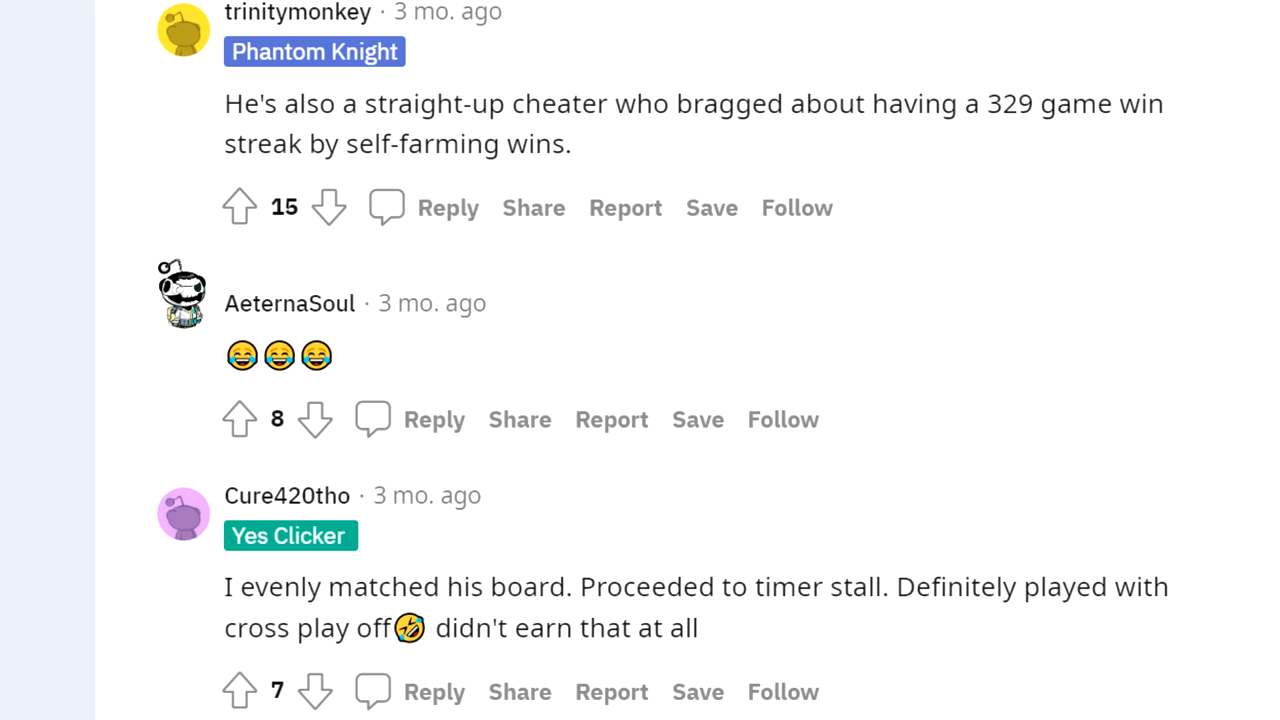 trinitymonkey · 3 mo. ago
Phantom Knight
He's also a straight-up cheater who bragged about having a 329 game win
streak by self-farming wins.
15 Reply Share Report Save Follow
AeternaSoul · 3 mo. ago
😂😂😂
8 Reply Share Report Save Follow
Cure420tho · 3 mo. ago
Yes Clicker
I evenly matched his board. Proceeded to timer stall. Definitely played with
cross play off🤣 didn't earn that at all
7 Reply Share Report Save Follow